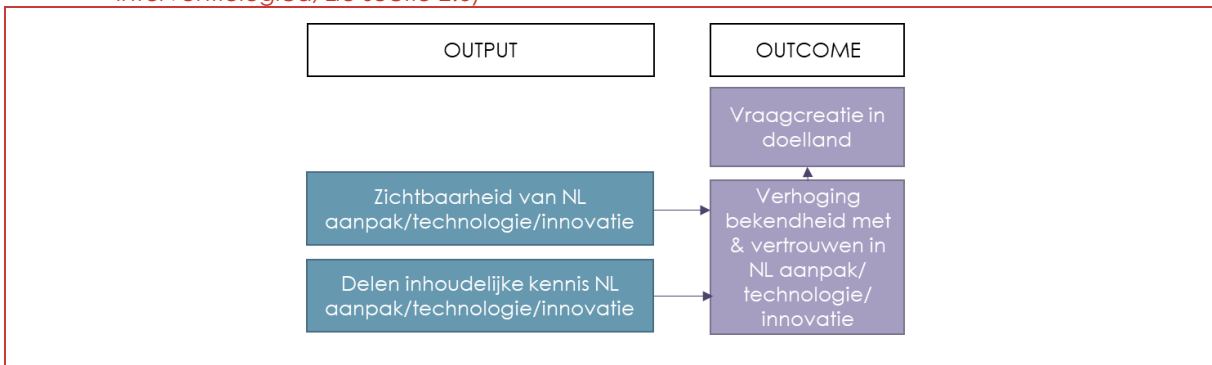 OUTPUT
OUTCOME
Vraagcreatie in
doelland
Zichtbaarheid van NL
aanpak/technologie/innovatie
Verhoging
bekendheid met
& vertrouwen in
NL aanpak/
technologie/
innovatie
Delen inhoudelijke kennis NL
aanpak/technologie/innovatie